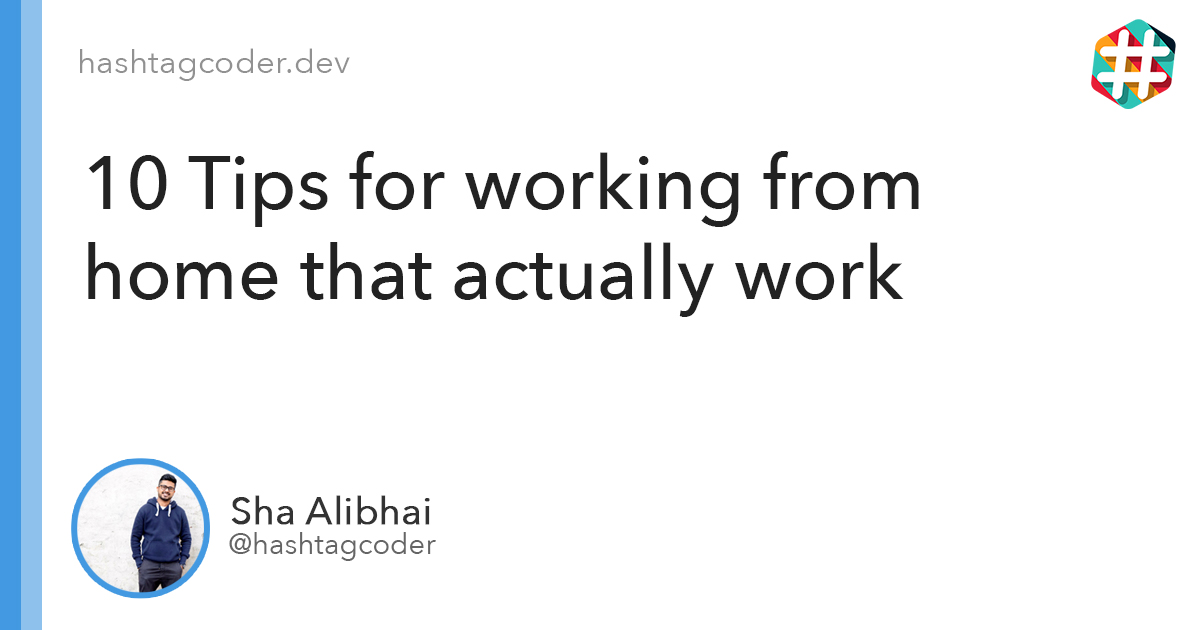 hashtagcoder.dev
10 Tips for working from
home that actually work
Sha Alibhai
@hashtagcoder